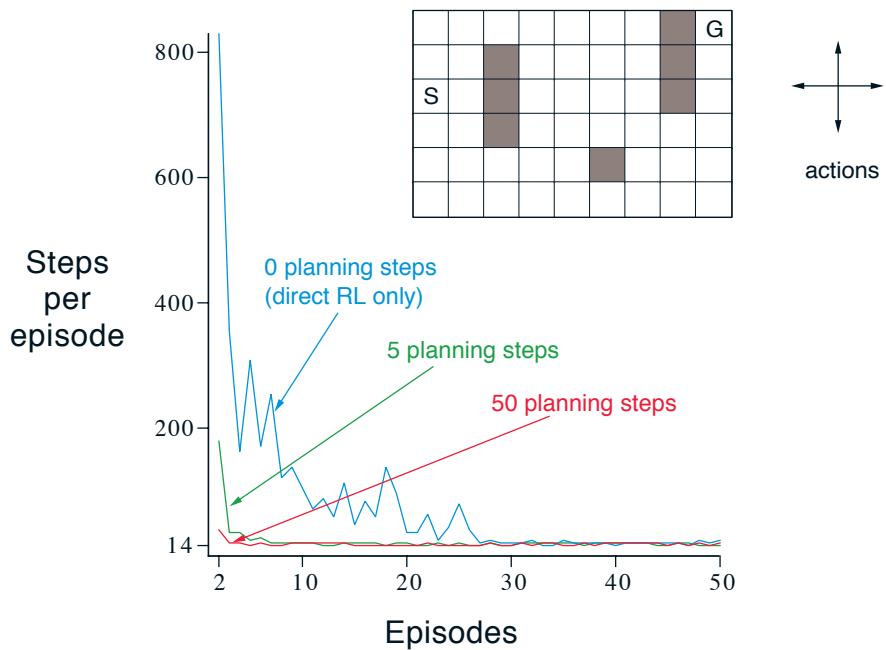 800
G
S
actions
600
Steps
per
episode
0 planning steps
(direct RL only)
400
5 planning steps
50 planning steps
200
14
2 10 20 30 40 50
Episodes